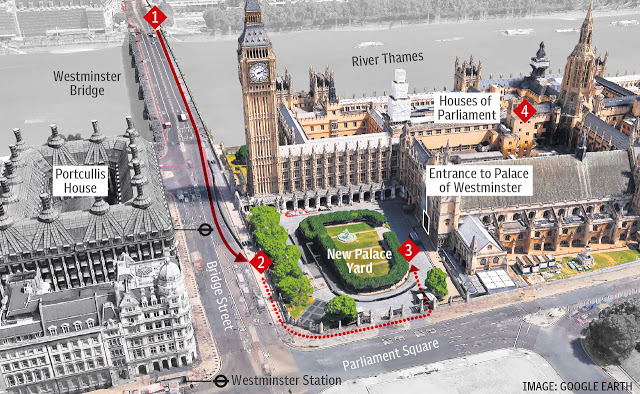 1
River Thames
Westminster
Bridge
Houses of
Parliament
4
Portcullis
House
Entrance to Palace
of Westminster
2
New Palace
Yard
3
Bridge Street
Parliament Square
Westminster Station
IMAGE: GOOGLE EARTH